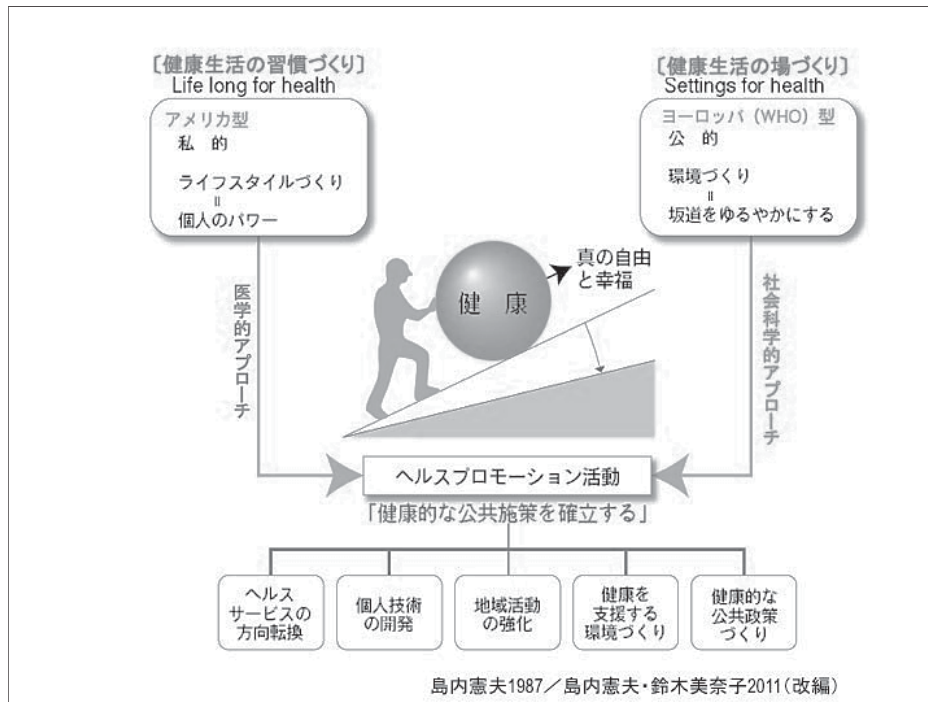 〔健康生活の習慣づくり〕
Life long for health
アメリカ型
私 的
ライフスタイルづくり
=
個人のパワー
〔健康生活の場づくり〕
Settings for health
ヨーロッパ（WHO）型
公 的
環境づくり
=
坂道をゆるやかにする
医学的アプローチ
健 康
真の自由
と幸福
社会科学的アプローチ
ヘルスプロモーション活動
「健康的な公共施策を確立する」
ヘルス
サービスの
方向転換
個人技術
の開発
地域活動
の強化
健康を
支援する
環境づくり
健康的な
公共政策
づくり
島内憲夫1987／島内憲夫・鈴木美奈子2011（改編）